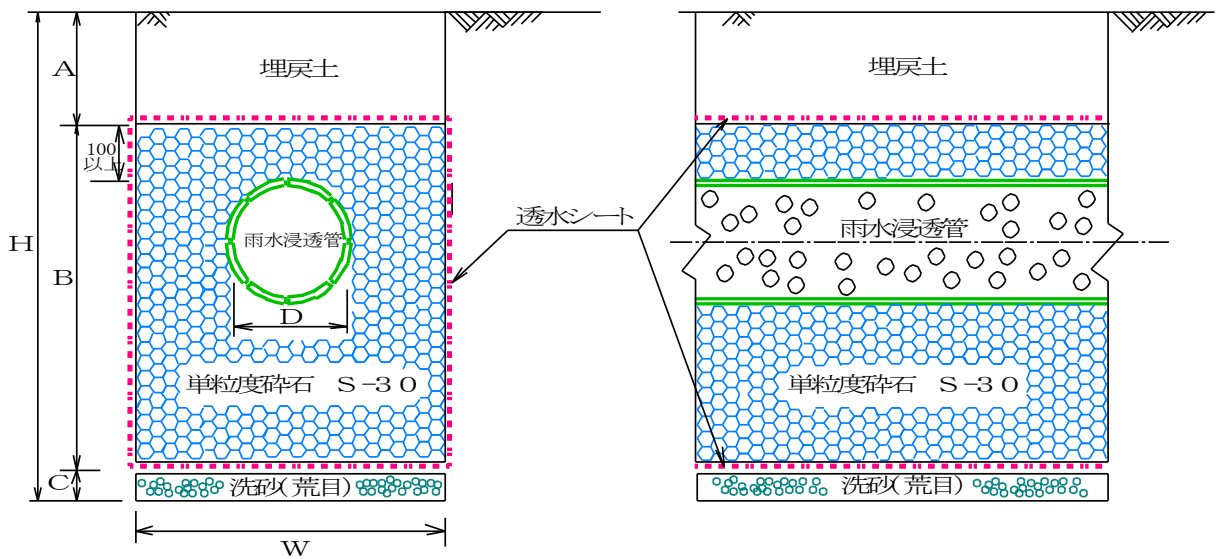 A
埋戻土
埋戻土
100
以上
H
透水シート
雨水浸透管
雨水浸透管
B
D
単粒度砕石 S-30
単粒度砕石 S-30
C
洗砂(荒目)
洗砂(荒目)
W